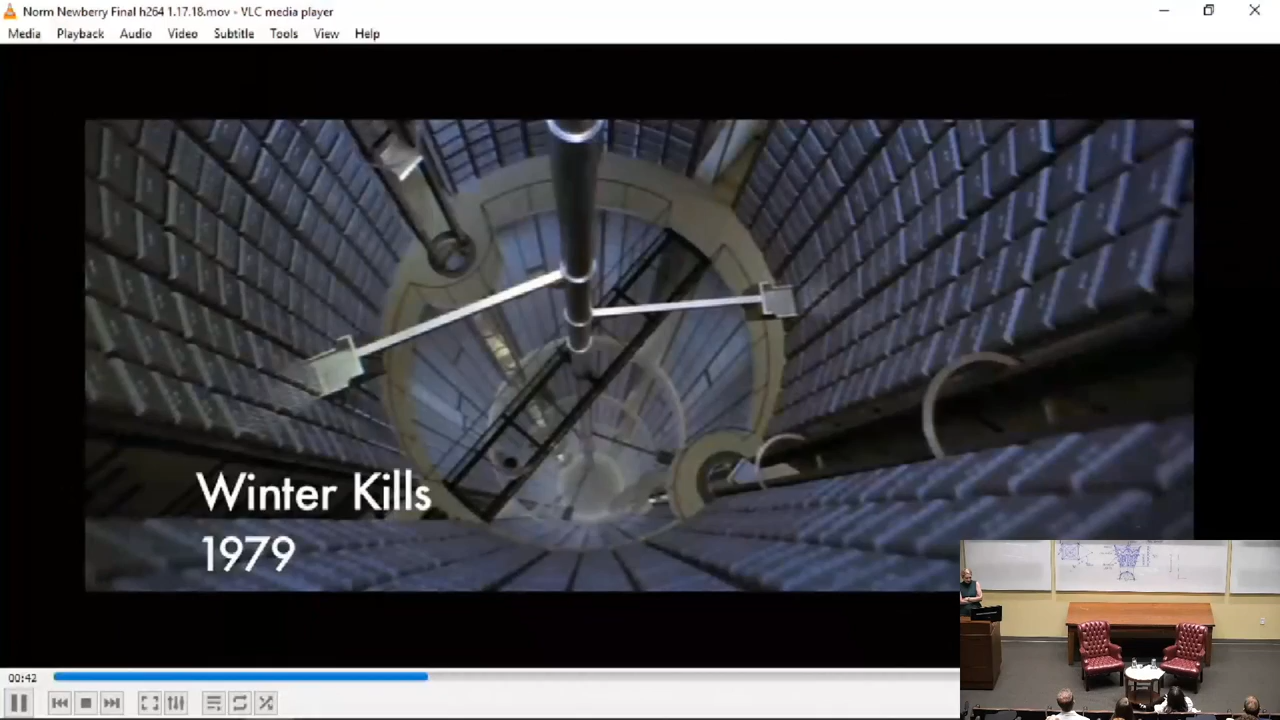 Norm Newberry Final h264 1.17.18.mov - VLC media player
Media Playback Audio Video Subtitle Tools View Help
Winter Kills
1979
00:42